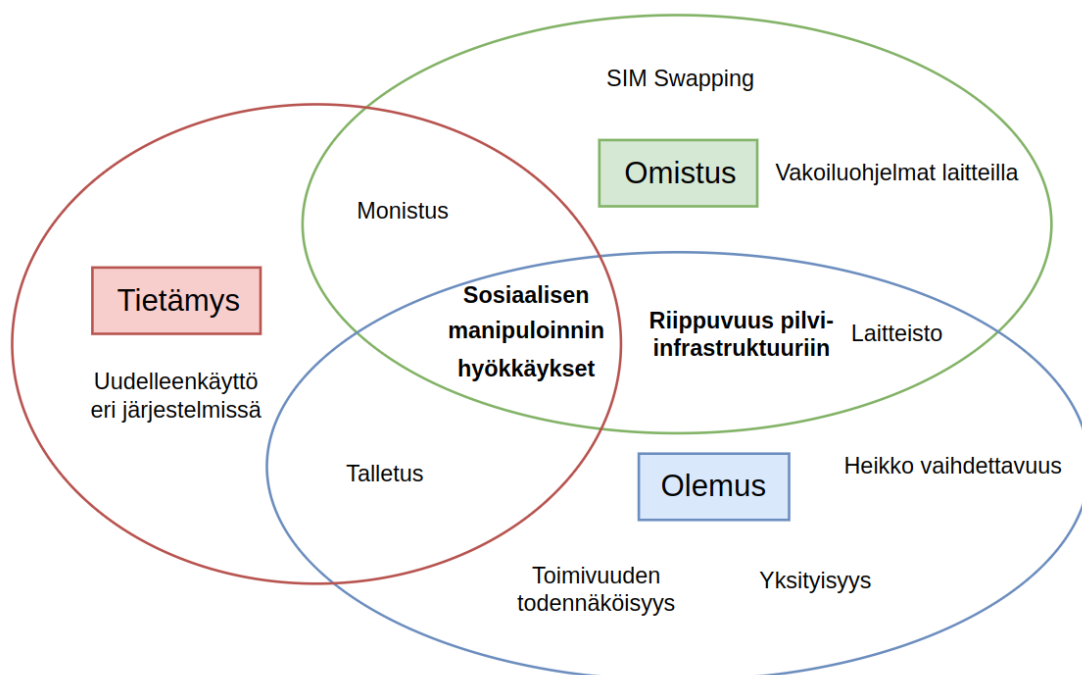 SIM Swapping
Omistus
Vakoiluohjelmat laitteilla
Monistus
Tietämys
Sosiaalisen
manipuloinnin
hyökkäykset
Riippuvuus pilvi-
infrastruktuuriin
Laitteisto
Uudelleenkäyttö
eri järjestelmissä
Talletus
Olemus
Heikko vaihdettavuus
Toimivuuden
todennäköisyys
Yksityisyys